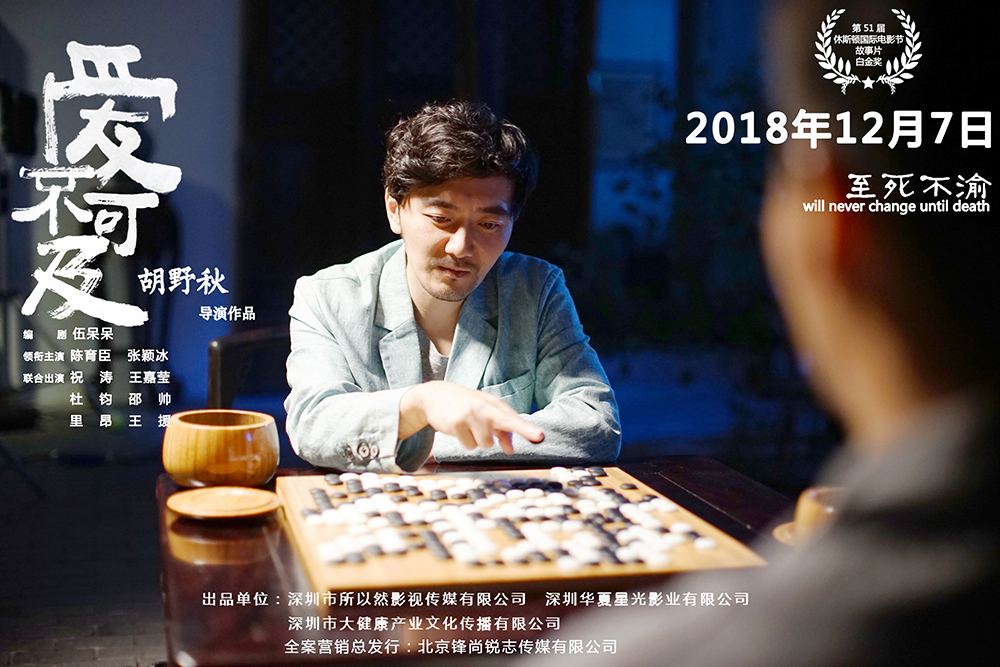 爱不可及
胡野秋
导演作品
编 剧 伍呆呆
领衔主演 陈育臣 张颖冰
联合出演 祝 涛 王嘉莹
杜 钧 邵 帅
里 昂 王 援
第 51 届
休斯顿国际电影节
故事片
白金奖
2018年12月7日
至死不渝
will never change until death
出品单位：深圳市所以然影视传媒有限公司 深圳华夏星光影业有限公司
深圳市大健康产业文化传播有限公司
全案营销总发行：北京锋尚锐志传媒有限公司